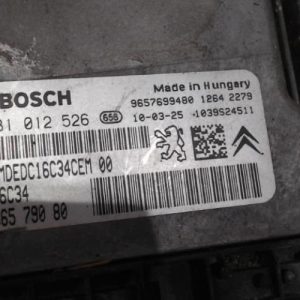 BOSCH
Made in Hungary
9657699480 1264 2279
81 012 526 656 10-03-25 1039S24511
MDEDC16C34CEM 00
6C34
65 790 80